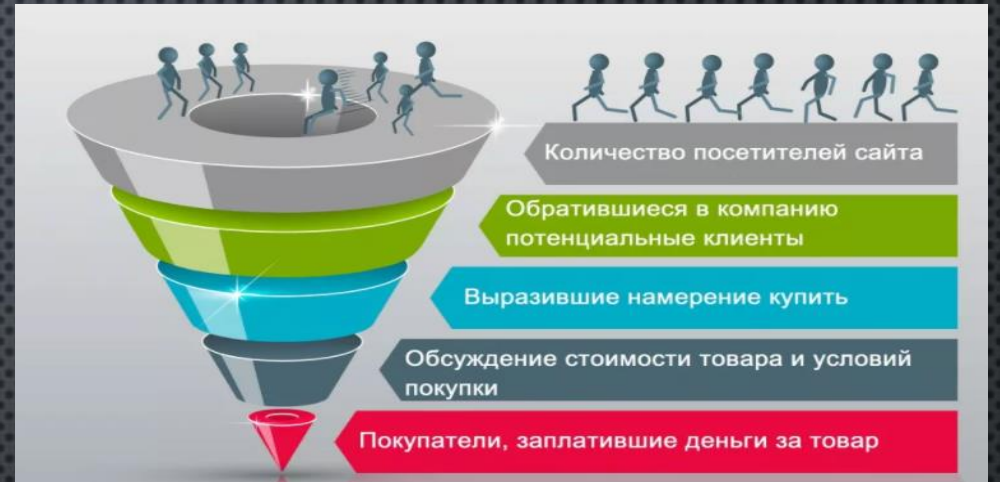 Количество посетителей сайта
Обратившиеся в компанию
потенциальные клиенты
Выразившие намерение купить
Обсуждение стоимости товара и условий
покупки
Покупатели, заплатившие деньги за товар